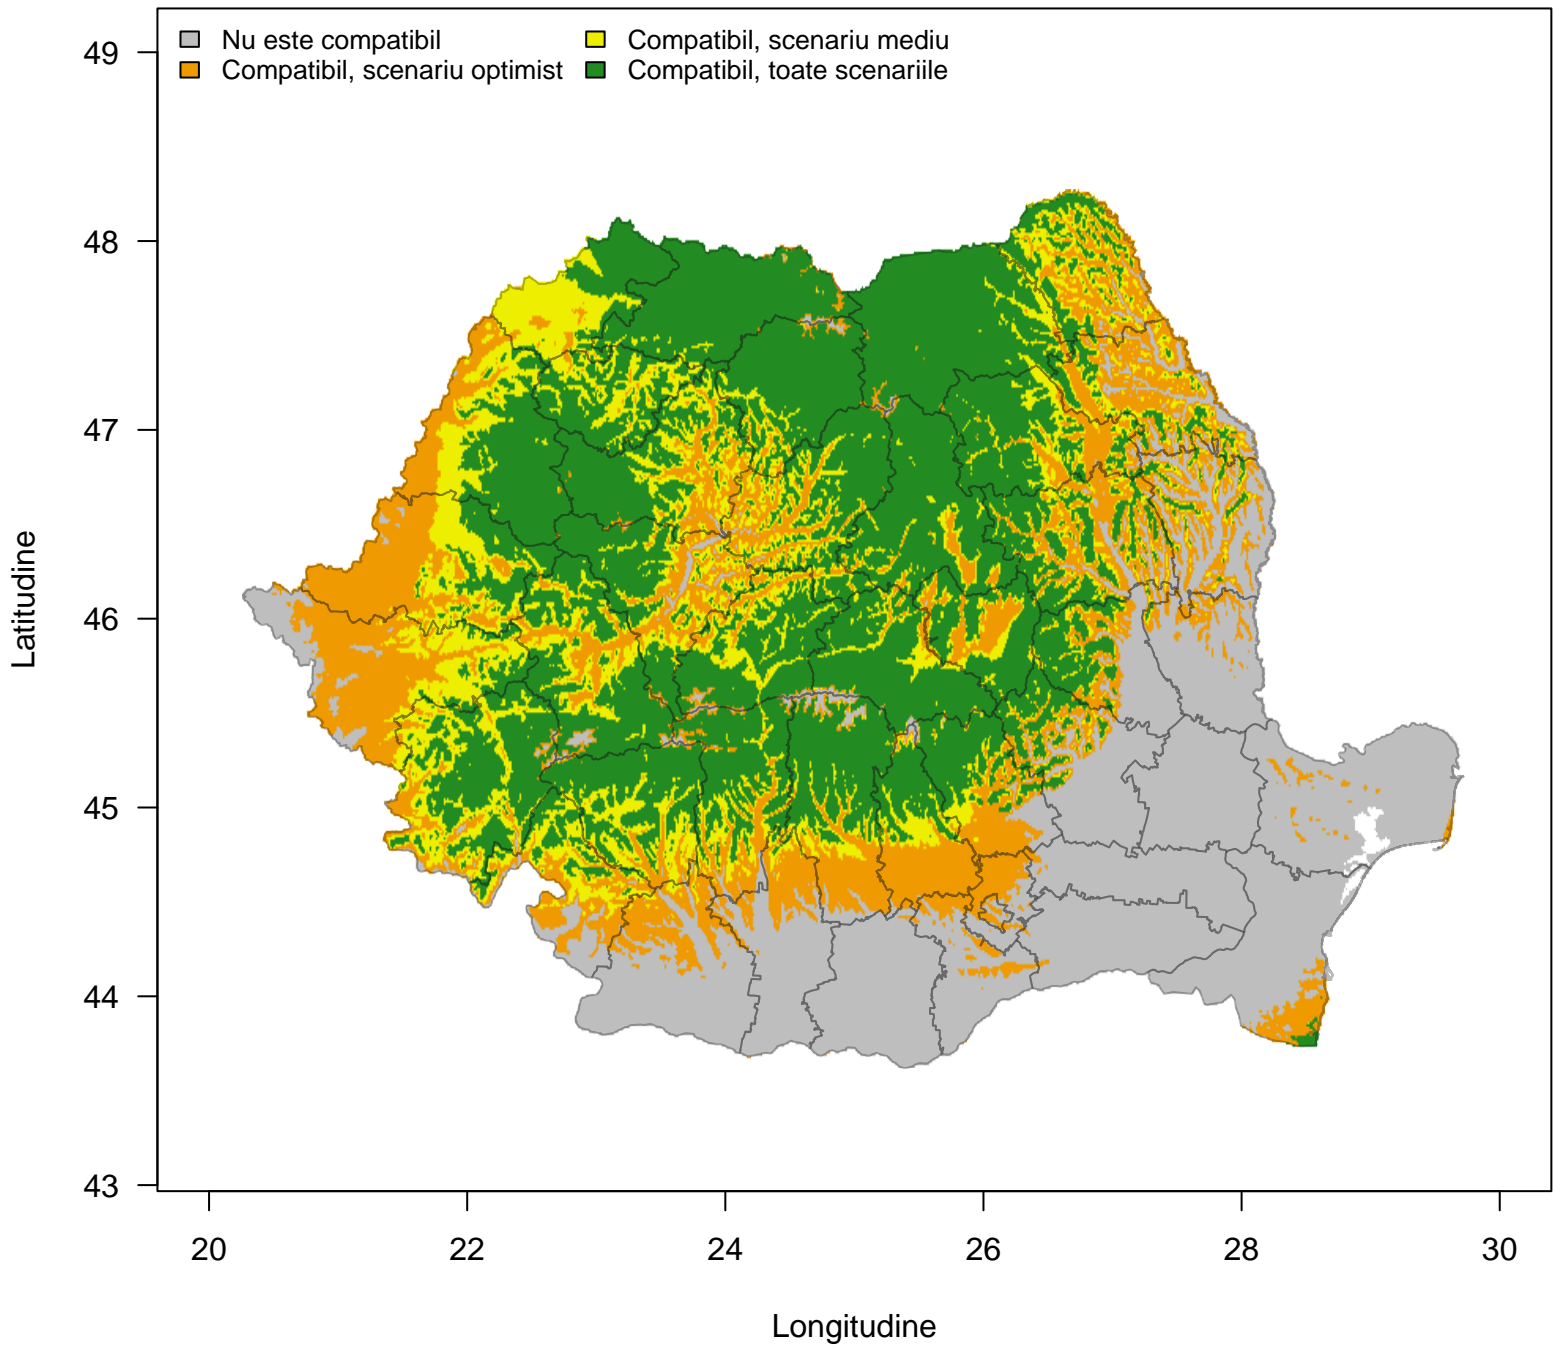 Nu este compatibil
Compatibil, scenariu optimist
Compatibil, scenariu mediu
Compatibil, toate scenariile
49
48
47
46
45
44
43
Latitudine
20 22 24 26 28 30
Longitudine